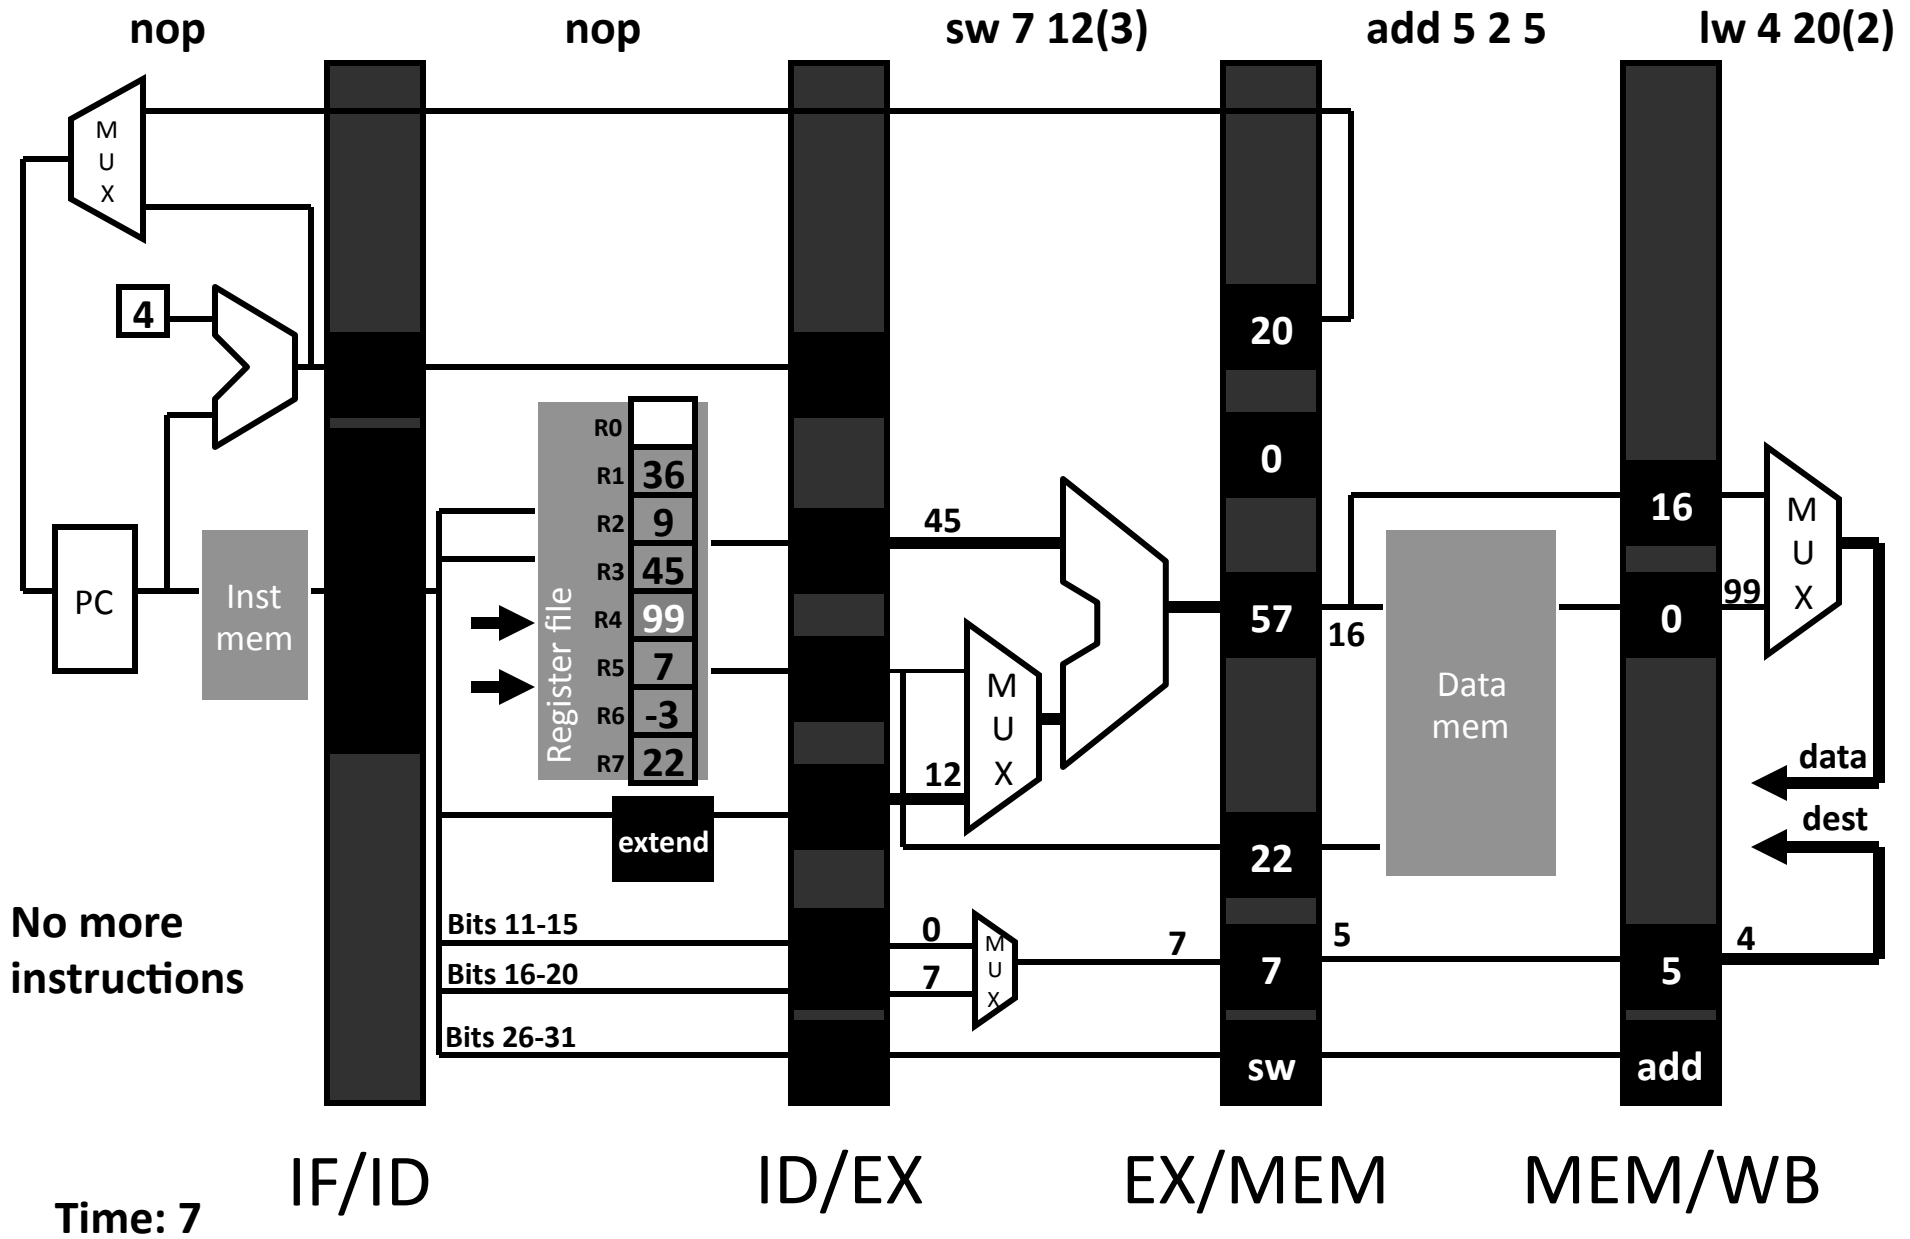 nop
nop
sw 7 12(3)
add 5 2 5
lw 4 20(2)
M
U
X
4
20
R0
R1 36
0
16
M
U
X
R2 9
45
PC
Inst
mem
Register file
R3 45
R4 99
57
16
0
99
R5 7
M
U
X
Data
mem
R6 -3
R7 22
12
data
dest
extend
22
No more
instructions
Bits 11-15
0
M
U
X
7
7
5
5
4
Bits 16-20
7
Bits 26-31
sw
add
IF/ID
ID/EX
EX/MEM
MEM/WB
Time: 7